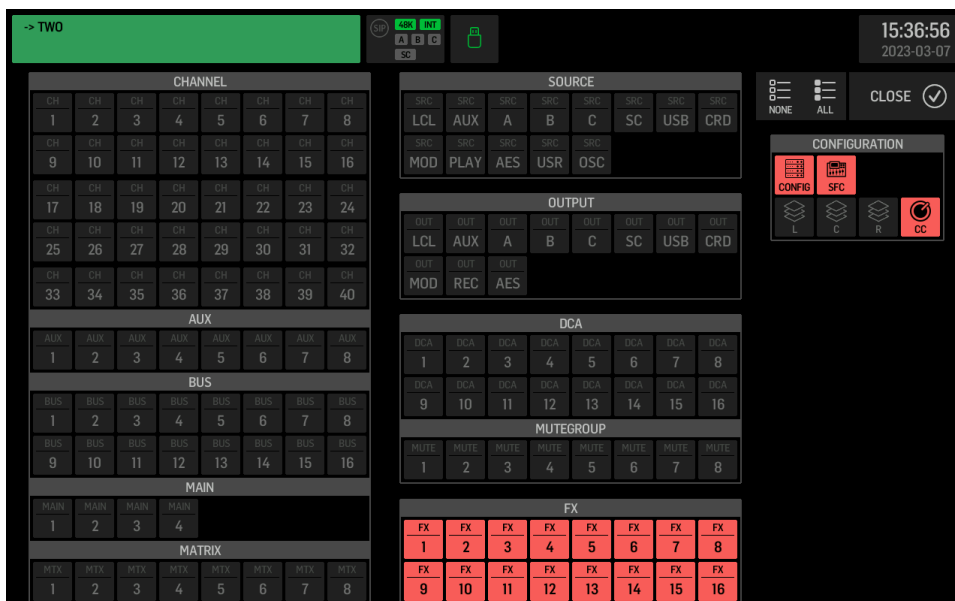 -> TWO
SIP
48K INT
A B C
SC
15:36:56
2023-03-07
CHANNEL
CH CH CH CH CH CH CH CH
1 2 3 4 5 6 7 8
CH CH CH CH CH CH CH CH
9 10 11 12 13 14 15 16
CH CH CH CH CH CH CH CH
17 18 19 20 21 22 23 24
CH CH CH CH CH CH CH CH
25 26 27 28 29 30 31 32
CH CH CH CH CH CH CH CH
33 34 35 36 37 38 39 40
AUX
AUX AUX AUX AUX AUX AUX AUX AUX
1 2 3 4 5 6 7 8
BUS
BUS BUS BUS BUS BUS BUS BUS BUS
1 2 3 4 5 6 7 8
BUS BUS BUS BUS BUS BUS BUS BUS
9 10 11 12 13 14 15 16
MAIN
MAIN MAIN MAIN MAIN
1 2 3 4
MATRIX
MTX MTX MTX MTX MTX MTX MTX MTX
1 2 3 4 5 6 7 8
SOURCE
SRC SRC SRC SRC SRC SRC SRC SRC
LCL AUX A B C SC USB CRD
SRC SRC SRC SRC SRC
MOD PLAY AES USR OSC
OUTPUT
OUT OUT OUT OUT OUT OUT OUT OUT
LCL AUX A B C SC USB CRD
OUT OUT OUT
MOD REC AES
DCA
DCA DCA DCA DCA DCA DCA DCA DCA
1 2 3 4 5 6 7 8
DCA DCA DCA DCA DCA DCA DCA DCA
9 10 11 12 13 14 15 16
MUTEGROUP
MUTE MUTE MUTE MUTE MUTE MUTE MUTE MUTE
1 2 3 4 5 6 7 8
FX
FX FX FX FX FX FX FX FX
1 2 3 4 5 6 7 8
FX FX FX FX FX FX FX FX
9 10 11 12 13 14 15 16
NONE ALL
CLOSE
CONFIGURATION
CONFIG SFC
L C R CC